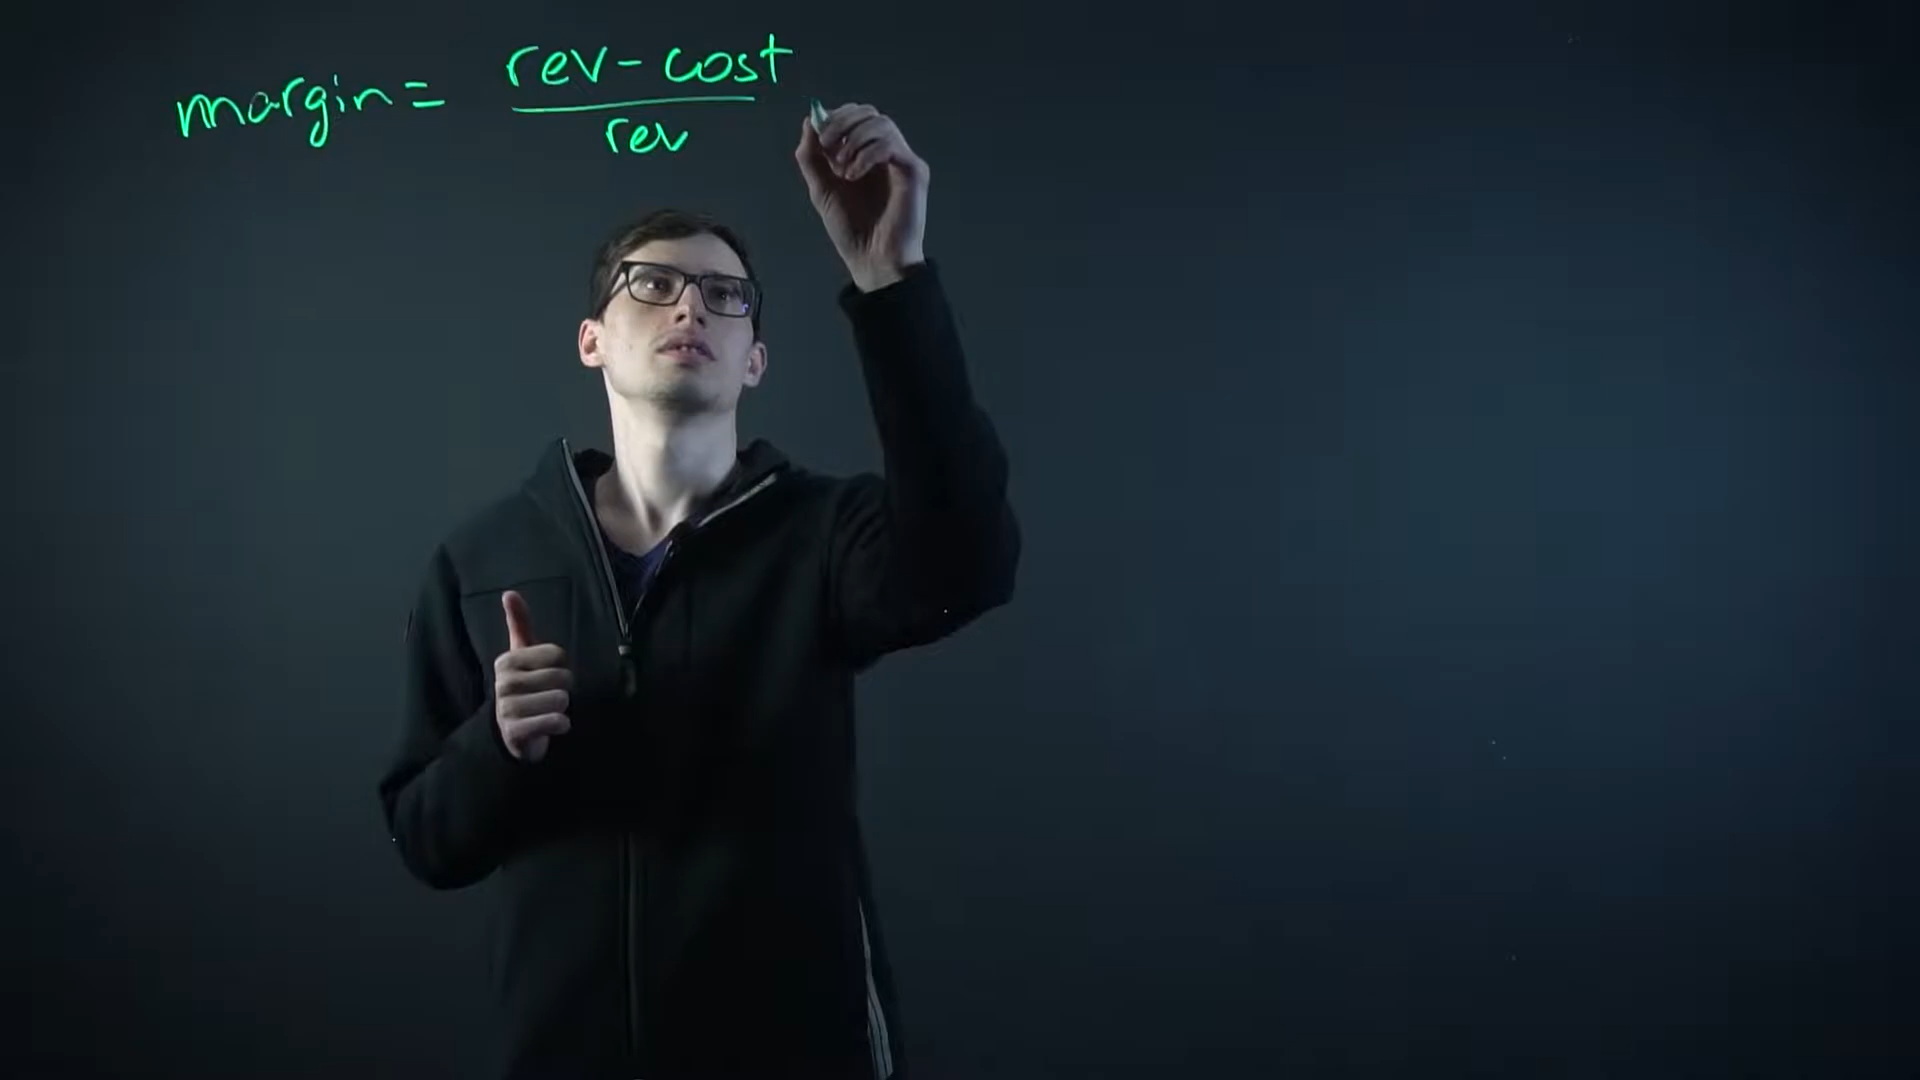 margin = rev - cost
rev